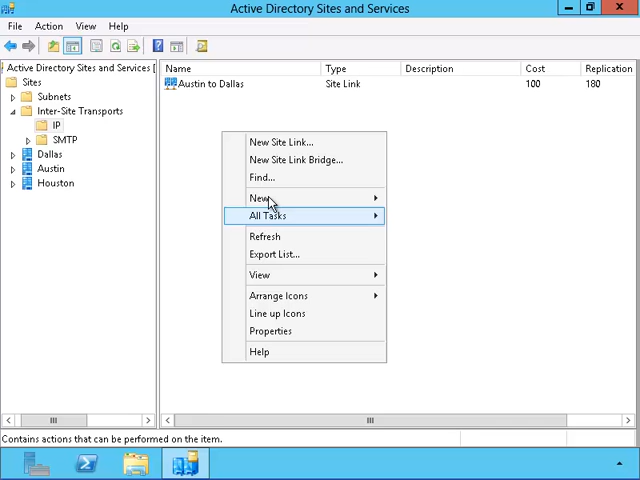 Active Directory Sites and Services
File Action View Help
Active Directory Sites and Services [
Sites
Subnets
Inter-Site Transports
IP
SMTP
Dallas
Austin
Houston
Name Type Description Cost Replication
Austin to Dallas Site Link 100 180
New Site Link...
New Site Link Bridge...
Find...
New
All Tasks
Refresh
Export List...
View
Arrange Icons
Line up Icons
Properties
Help
Contains actions that can be performed on the item.